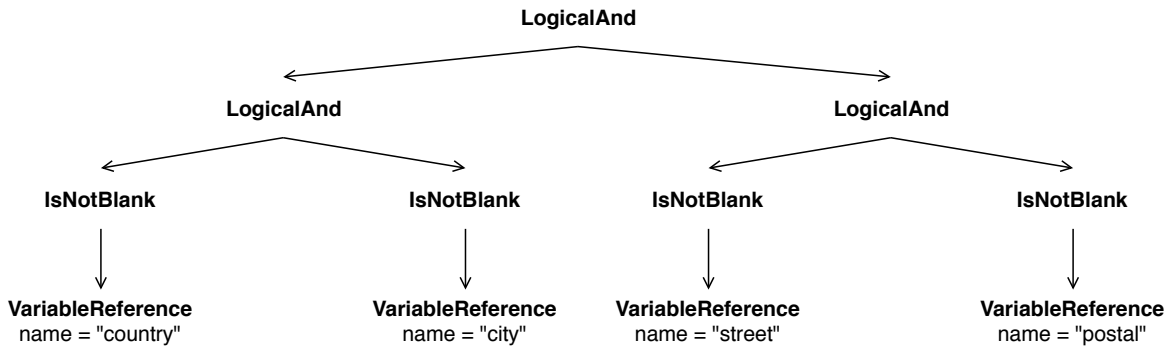 LogicalAnd
LogicalAnd
LogicalAnd
IsNotBlank
IsNotBlank
IsNotBlank
IsNotBlank
VariableReference
name = "country"
VariableReference
name = "city"
VariableReference
name = "street"
VariableReference
name = "postal"